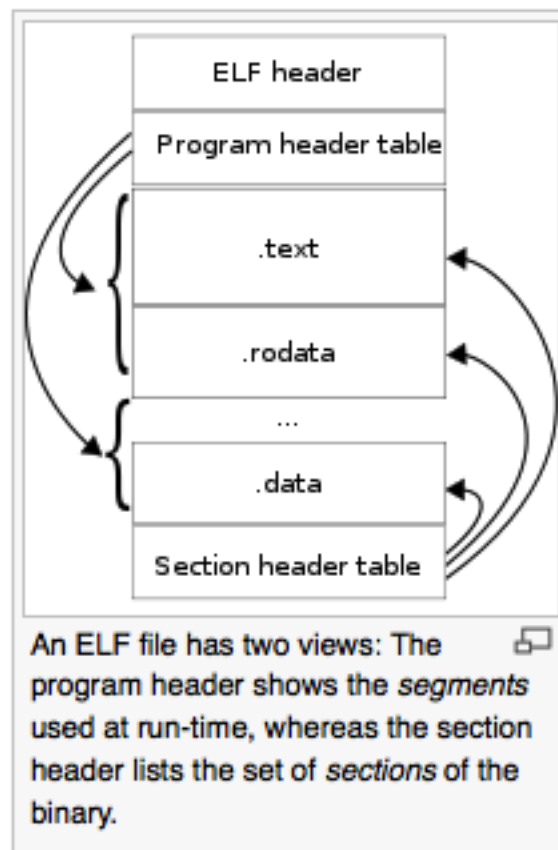 ELF header
Program header table
.text
.rodata
...
.data
Section header table
An ELF file has two views: The
program header shows the segments
used at run-time, whereas the section
header lists the set of sections of the
binary.